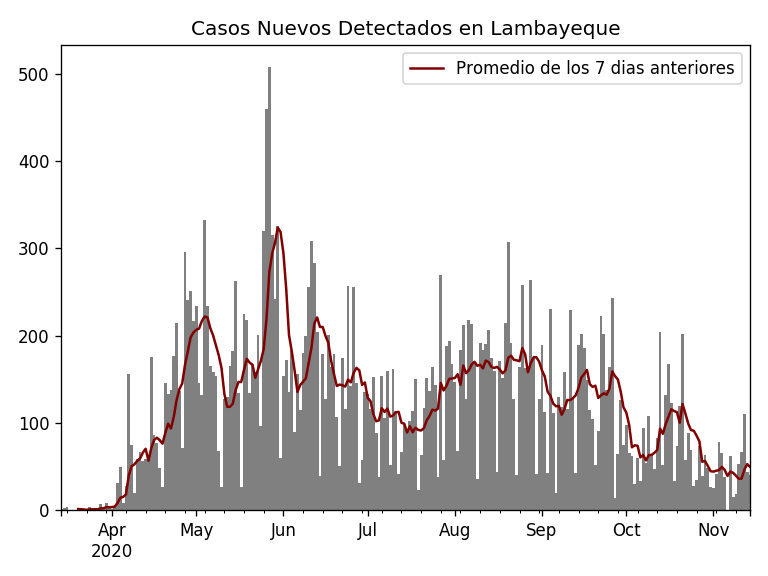 Casos Nuevos Detectados en Lambayeque
Promedio de los 7 dias anteriores
500
400
300
200
100
0
Apr May Jun Jul Aug Sep Oct Nov
2020